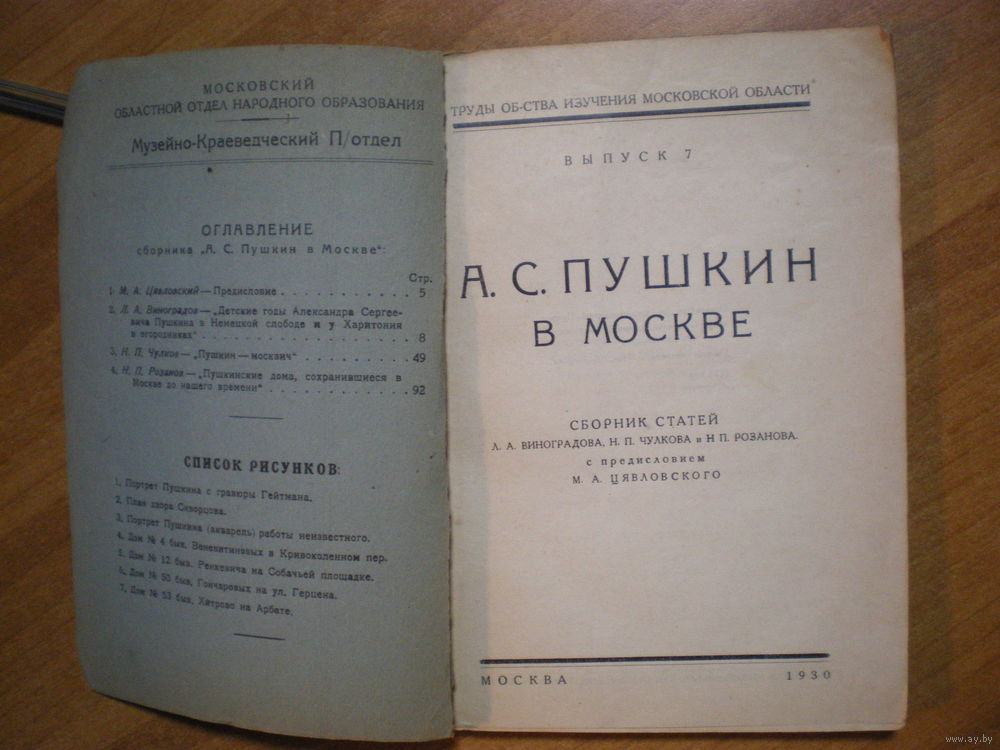 МОСКОВСКИЙ
ОБЛАСТНОЙ ОТДЕЛ НАРОДНОГО ОБРАЗОВАНИЯ
Музейно-Краеведческий П/отдел
ОГЛАВЛЕНИЕ
сборника „А. С. Пушкин в Москве“:
Стр.
1. М. А. Цявловский — Предисловие . . . . . . . . . . . . 5
2. Л. А. Виноградов — „Детские годы Александра Сергее-
вича Пушкина в Немецкой слободе и у Харитония
в огородниках“ . . . . . . . . . . . . . . . . . 8
3. Н. П. Чулков — „Пушкин — москвич“ . . . . . . . . . . 49
4. Н. П. Розанов — „Пушкинские дома, сохранившиеся в
Москве до нашего времени“ . . . . . . . . . . . . . 92
СПИСОК РИСУНКОВ:
1. Портрет Пушкина с гравюры Гейтмана.
2. План двора Скворцова.
3. Портрет Пушкина (акварель) работы неизвестного.
4. Дом № 4 быв. Веневитиновых в Кривоколенном пер.
5. Дом № 12 быв. Ренкевича на Собачьей площадке.
6. Дом № 50 быв. Гончаровых на ул. Герцена.
7. Дом № 53 быв. Хитрово на Арбате.
ТРУДЫ ОБ-СТВА ИЗУЧЕНИЯ МОСКОВСКОЙ ОБЛАСТИ
ВЫПУСК 7
А. С. ПУШКИН
В МОСКВЕ
СБОРНИК СТАТЕЙ
Л. А. ВИНОГРАДОВА, Н. П. ЧУЛКОВА и Н П. РОЗАНОВА.
с предисловием
М. А. ЦЯВЛОВСКОГО
МОСКВА 1930
www.ay.by